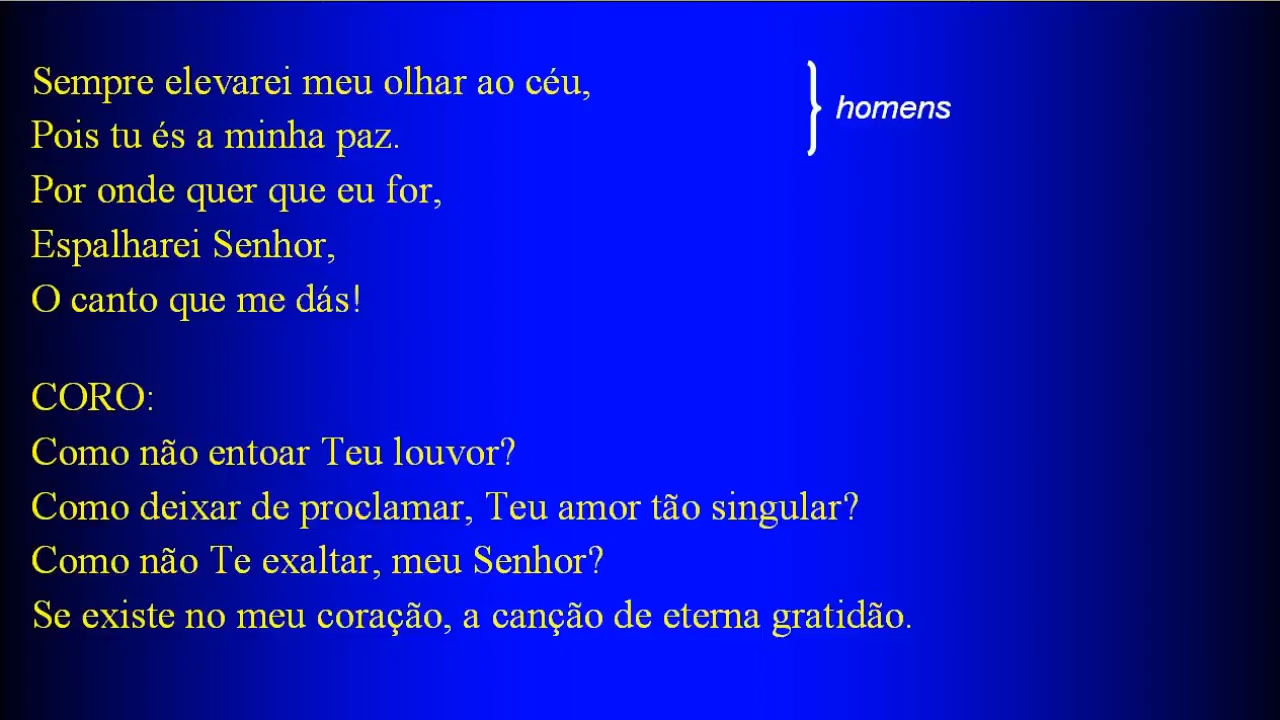 Sempre elevarei meu olhar ao céu,
Pois tu és a minha paz.
homens
Por onde quer que eu for,
Espalharei Senhor,
O canto que me dás!
CORO:
Como não entoar Teu louvor?
Como deixar de proclamar, Teu amor tão singular?
Como não Te exaltar, meu Senhor?
Se existe no meu coração, a canção de eterna gratidão.